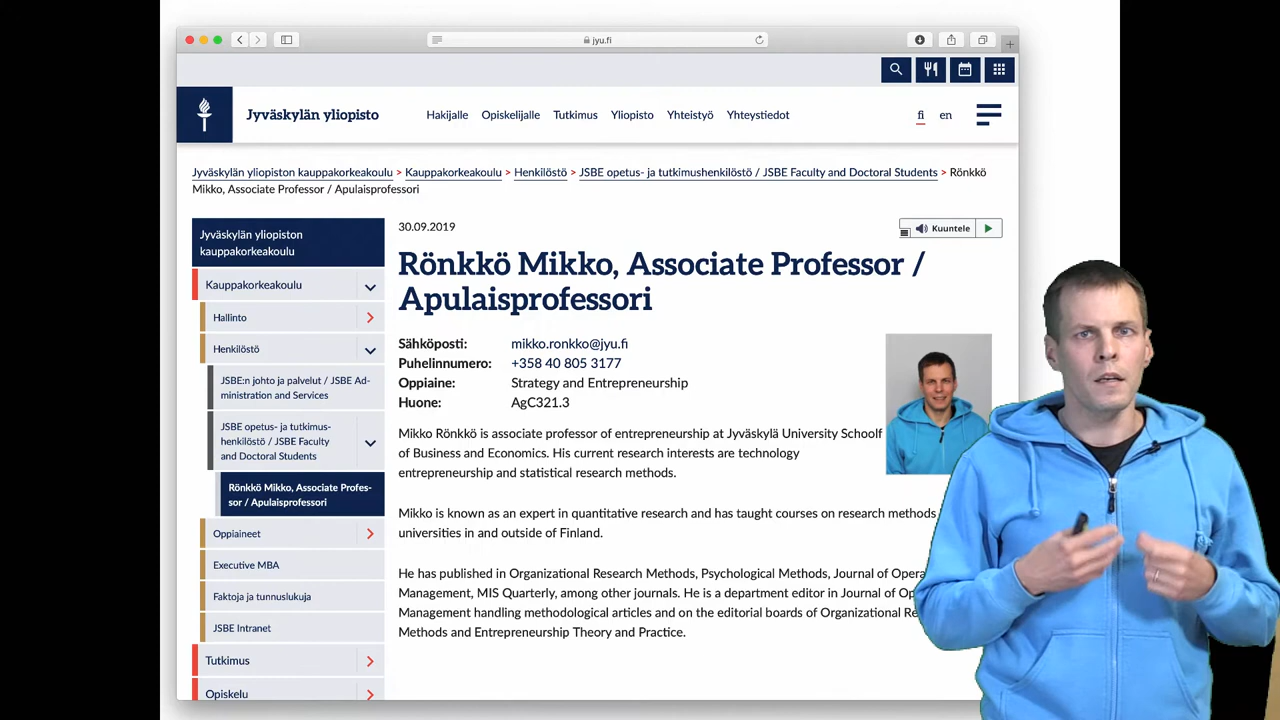 jyu.fi
Jyväskylän yliopisto
Hakijalle Opiskelijalle Tutkimus Yliopisto Yhteistyö Yhteystiedot
fi en
Jyväskylän yliopiston kauppakorkeakoulu > Kauppakorkeakoulu > Henkilöstö > JSBE opetus- ja tutkimushenkilöstö / JSBE Faculty and Doctoral Students > Rönkkö
Mikko, Associate Professor / Apulaisprofessori
Jyväskylän yliopiston
kauppakorkeakoulu
Kauppakorkeakoulu
Hallinto
Henkilöstö
JSBE:n johto ja palvelut / JSBE Ad-
ministration and Services
JSBE opetus- ja tutkimus-
henkilöstö / JSBE Faculty
and Doctoral Students
Rönkkö Mikko, Associate Profes-
sor / Apulaisprofessori
Oppiaineet
Executive MBA
Faktoja ja tunnuslukuja
JSBE Intranet
Tutkimus
Opiskelu
30.09.2019
Kuuntele
Rönkkö Mikko, Associate Professor /
Apulaisprofessori
Sähköposti: mikko.ronkko@jyu.fi
Puhelinnumero: +358 40 805 3177
Oppiaine: Strategy and Entrepreneurship
Huone: AgC321.3
Mikko Rönkkö is associate professor of entrepreneurship at Jyväskylä University Schoolf
of Business and Economics. His current research interests are technology
entrepreneurship and statistical research methods.
Mikko is known as an expert in quantitative research and has taught courses on research methods
universities in and outside of Finland.
He has published in Organizational Research Methods, Psychological Methods, Journal of Opera
Management, MIS Quarterly, among other journals. He is a department editor in Journal of Op
Management handling methodological articles and on the editorial boards of Organizational Re
Methods and Entrepreneurship Theory and Practice.